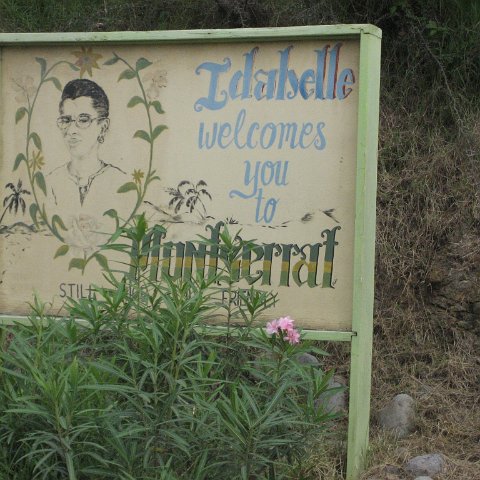 Idabelle
welcomes
you
to
Montserrat
STILL FRIENDLY